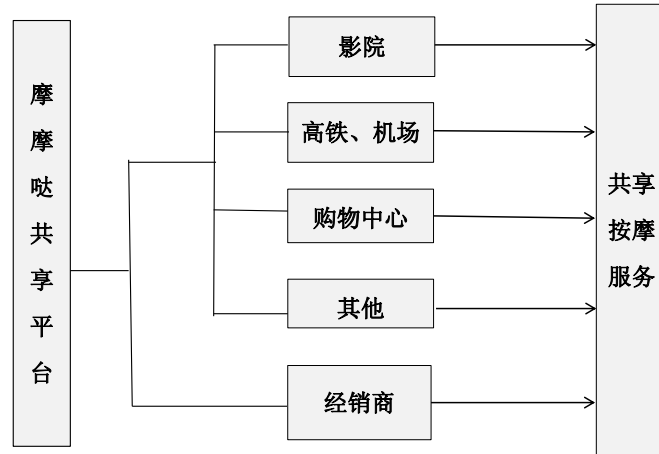 摩摩哒共享平台
影院
高铁、机场
购物中心
其他
经销商
共享
按摩
服务